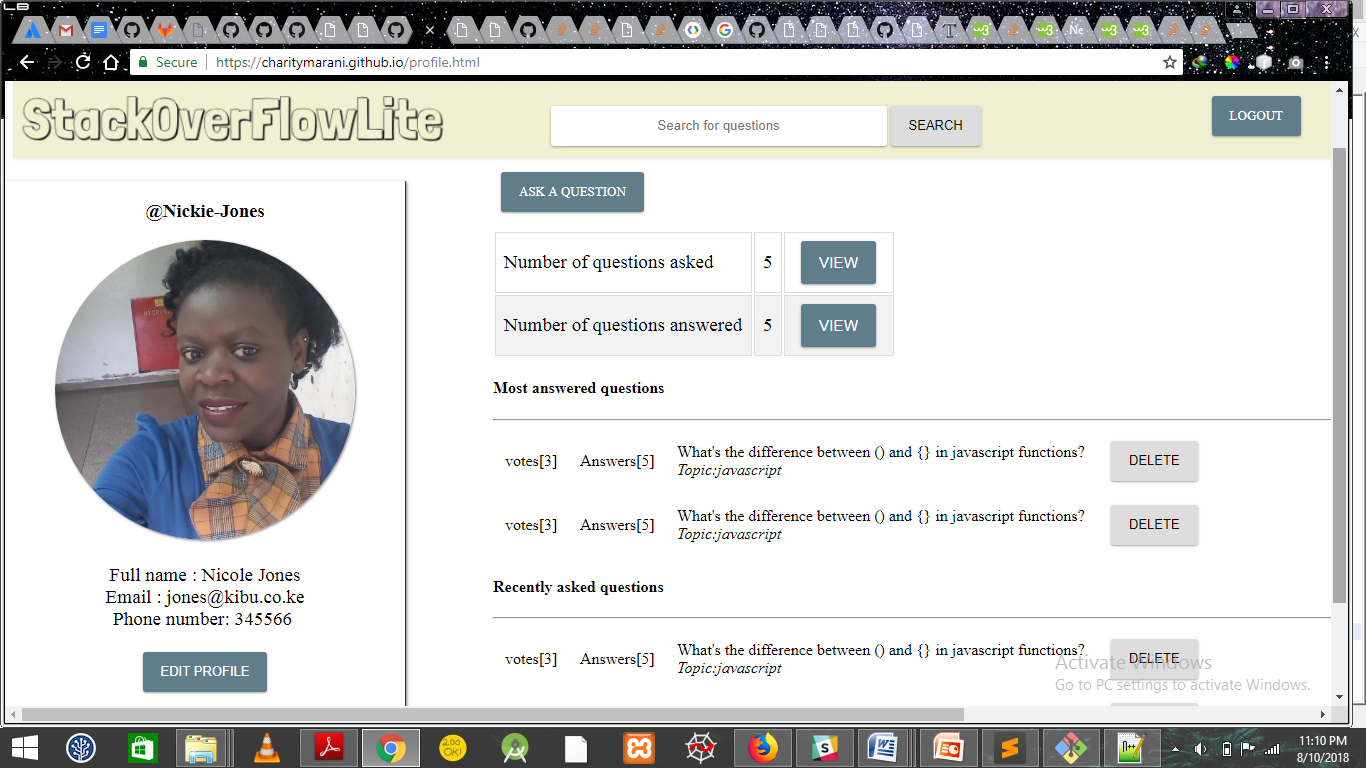 Secure
https://charitymarani.github.io/profile.html
StackOverFlowLite
Search for questions
SEARCH
LOGOUT
@Nickie-Jones
Full name : Nicole Jones
Email : jones@kibu.co.ke
Phone number: 345566
EDIT PROFILE
ASK A QUESTION
Number of questions asked 5 VIEW
Number of questions answered 5 VIEW
Most answered questions
votes[3] Answers[5] What's the difference between () and {} in javascript functions? DELETE
Topic:javascript
votes[3] Answers[5] What's the difference between () and {} in javascript functions? DELETE
Topic:javascript
Recently asked questions
votes[3] Answers[5] What's the difference between () and {} in javascript functions? DELETE
Topic:javascript
Activate Windows
Go to PC settings to activate Windows.
11:10 PM
8/10/2018